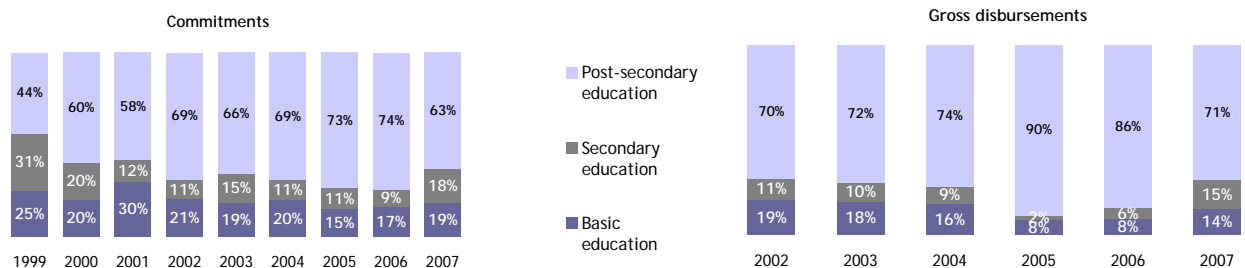 Commitments
44% 60% 58% 69% 66% 69% 73% 74% 63%
31% 20% 12% 11% 15% 11% 11% 9% 18%
25% 20% 30% 21% 19% 20% 15% 17% 19%
1999 2000 2001 2002 2003 2004 2005 2006 2007
Post-secondary
education
Secondary
education
Basic
education
Gross disbursements
70% 72% 74% 90% 86% 71%
11% 10% 9% 2% 6% 15%
19% 18% 16% 8% 8% 14%
2002 2003 2004 2005 2006 2007